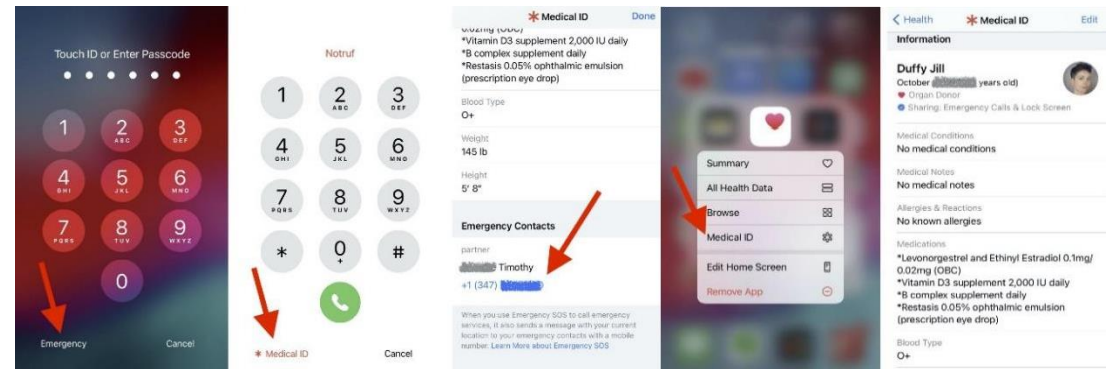 Touch ID or Enter Passcode
1
2
ABC
3
DEF
4
GHI
5
JKL
6
MNO
7
PQRS
8
TUV
9
WXYZ
0
Emergency
Cancel
Notruf
1
2
ABC
3
DEF
4
GHI
5
JKL
6
MNO
7
PQRS
8
TUV
9
WXYZ
*
0
+
#
* Medical ID
Cancel
* Medical ID
Done
0.02mg (OBC)
*Vitamin D3 supplement 2,000 IU daily
*B complex supplement daily
*Restasis 0.05% ophthalmic emulsion
(prescription eye drop)
Blood Type
O+
Weight
145 lb
Height
5' 8"
Emergency Contacts
partner
Timothy
+1 (347)
When you use Emergency SOS to call emergency
services, it also sends a message with your current
location to your emergency contacts with a mobile
number. Learn More about Emergency SOS
Summary
All Health Data
Browse
Medical ID
Edit Home Screen
Remove App
Health
* Medical ID
Edit
Information
Duffy Jill
October years old)
Organ Donor
Sharing: Emergency Calls & Lock Screen
Medical Conditions
No medical conditions
Medical Notes
No medical notes
Allergies & Reactions
No known allergies
Medications
*Levonorgestrel and Ethinyl Estradiol 0.1mg/
0.02mg (OBC)
*Vitamin D3 supplement 2,000 IU daily
*B complex supplement daily
*Restasis 0.05% ophthalmic emulsion
(prescription eye drop)
Blood Type
O+